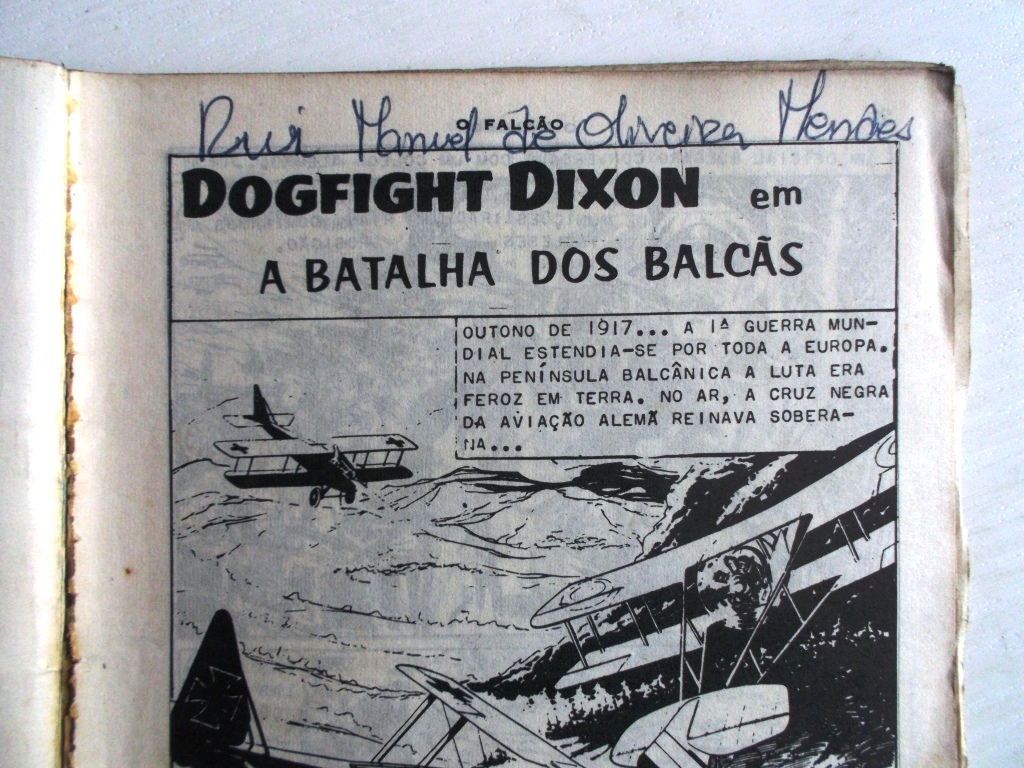 Rui Manuel de Oliveira Mendes
O FALCÃO
DOGFIGHT DIXON em
A BATALHA DOS BALCÃS
OUTONO DE 1917... A 1ª GUERRA MUN-
DIAL ESTENDIA-SE POR TODA A EUROPA.
NA PENÍNSULA BALCÂNICA A LUTA ERA
FEROZ EM TERRA. NO AR, A CRUZ NEGRA
DA AVIAÇÃO ALEMÃ REINAVA SOBERA-
NA...